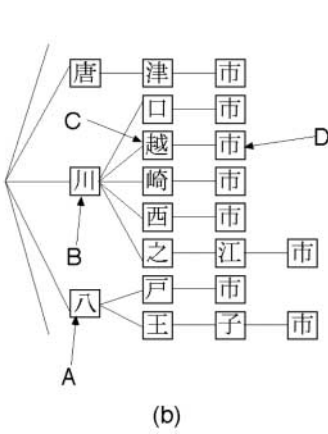 唐 津 市
口 市
C 越 市 D
川 崎 市
西 市
B 之 江 市
八 戸 市
A 王 子 市
(b)